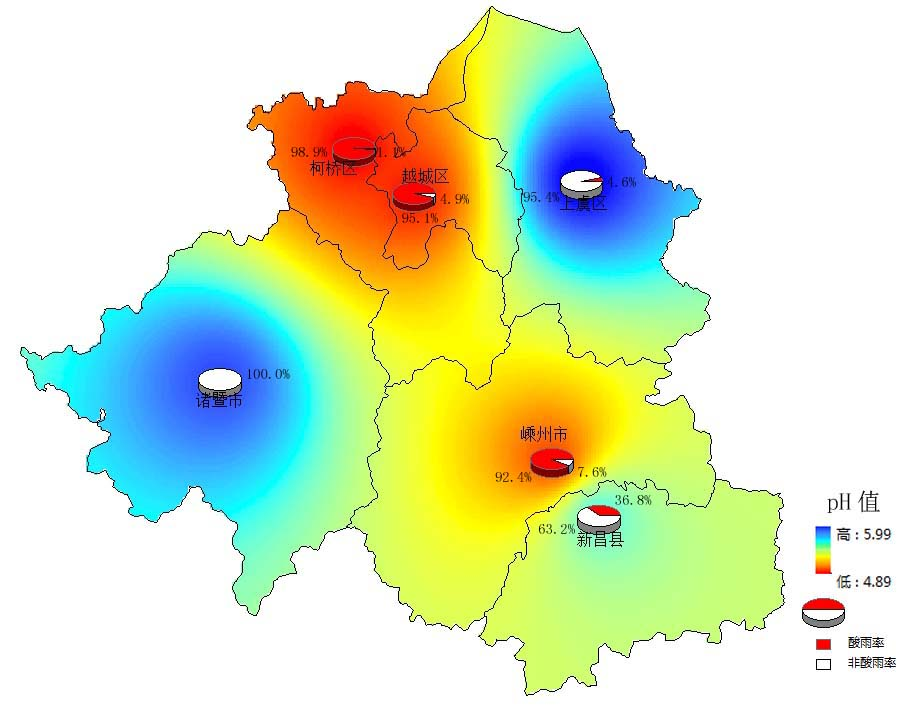 98.9%
1.1%
柯桥区
越城区
4.9%
95.1%
4.6%
95.4%
上虞区
100.0%
诸暨市
嵊州市
92.4%
7.6%
36.8%
63.2%
新昌县
pH 值
高 : 5.99
低 : 4.89
酸雨率
非酸雨率